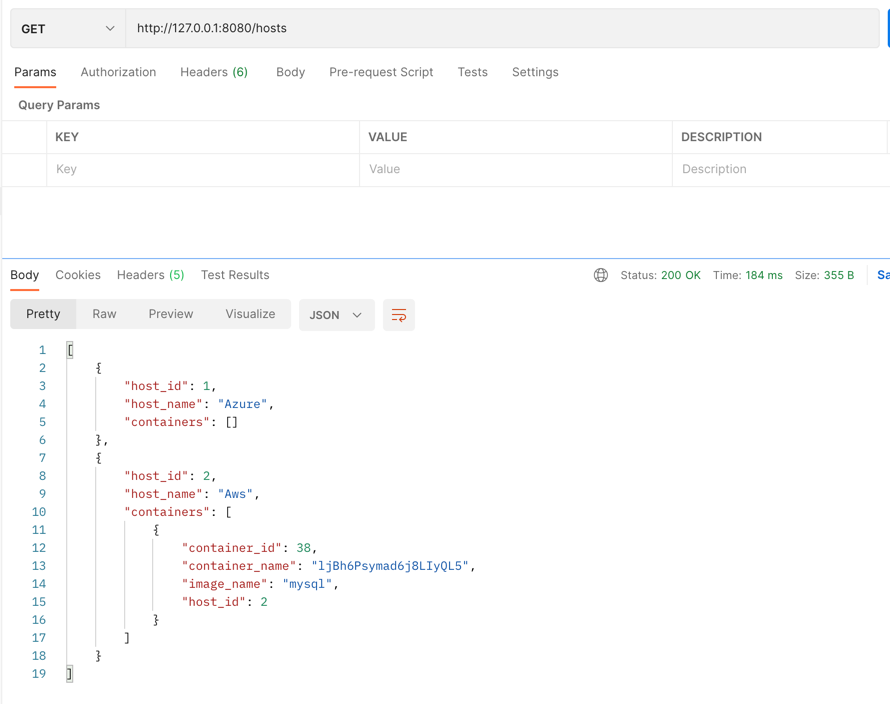 GET http://127.0.0.1:8080/hosts
Params Authorization Headers (6) Body Pre-request Script Tests Settings
Query Params
KEY VALUE DESCRIPTION
Key Value Description
Body Cookies Headers (5) Test Results Status: 200 OK Time: 184 ms Size: 355 B Sa
Pretty Raw Preview Visualize JSON
1 [
2 {
3 "host_id": 1,
4 "host_name": "Azure",
5 "containers": []
6 },
7 {
8 "host_id": 2,
9 "host_name": "Aws",
10 "containers": [
11 {
12 "container_id": 38,
13 "container_name": "ljBh6Psymad6j8LIyQL5",
14 "image_name": "mysql",
15 "host_id": 2
16 }
17 ]
18 }
19 ]